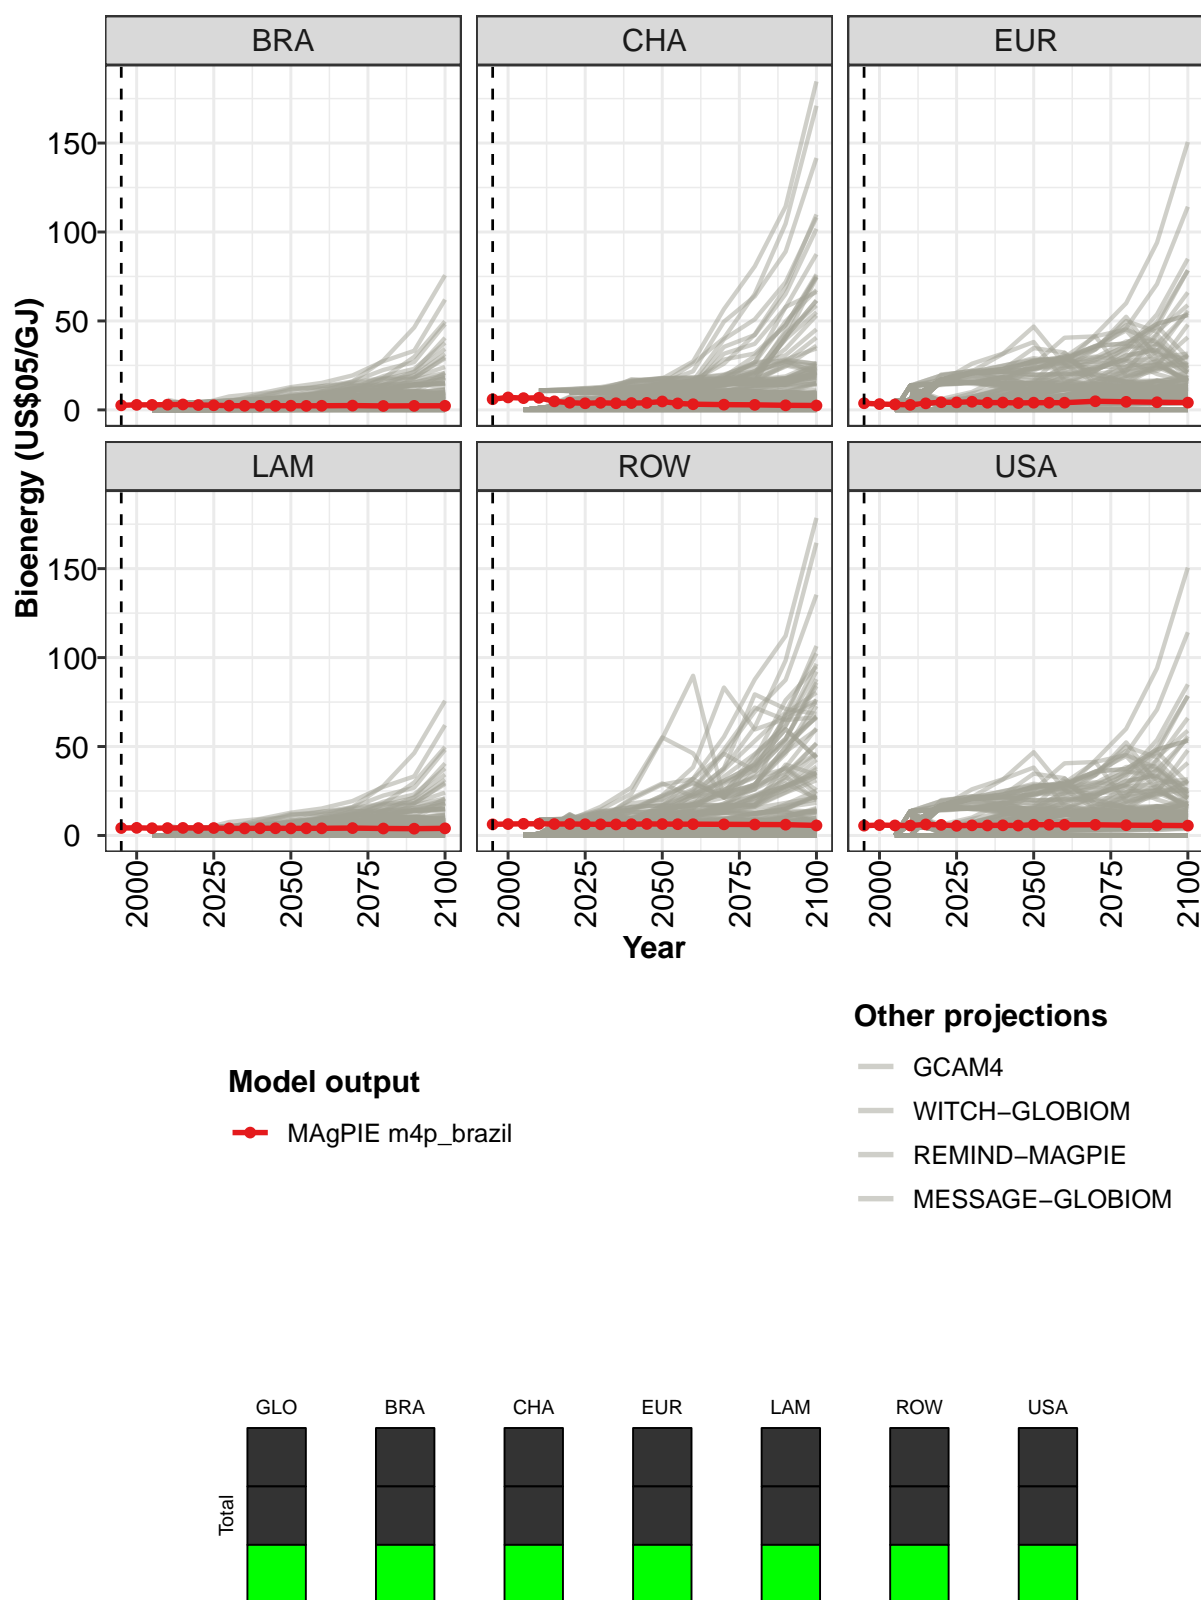 BRA CHA EUR
150
100
50
0
LAM ROW USA
150
100
50
0
Bioenergy (US$05/GJ)
2000 2025 2050 2075 2100 2000 2025 2050 2075 2100 2000 2025 2050 2075 2100
Year
Model output
MAgPIE m4p_brazil
Other projections
GCAM4
WITCH−GLOBIOM
REMIND−MAGPIE
MESSAGE−GLOBIOM
GLO BRA CHA EUR LAM ROW USA
Total